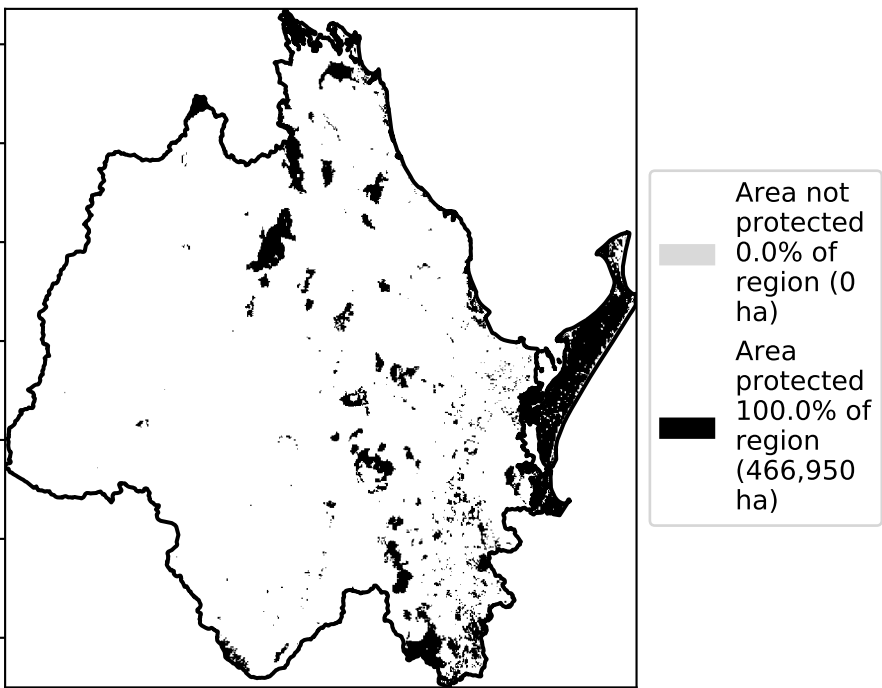 Area not
protected
0.0% of
region (0
ha)
Area
protected
100.0% of
region
(466,950
ha)